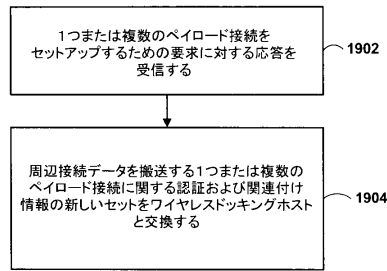 1つまたは複数のペイロード接続を
セットアップするための要求に対する応答を
受信する
1902
周辺接続データを搬送する1つまたは複数の
ペイロード接続に関する認証および関連付け
情報の新しいセットをワイヤレスドッキングホスト
と交換する
1904